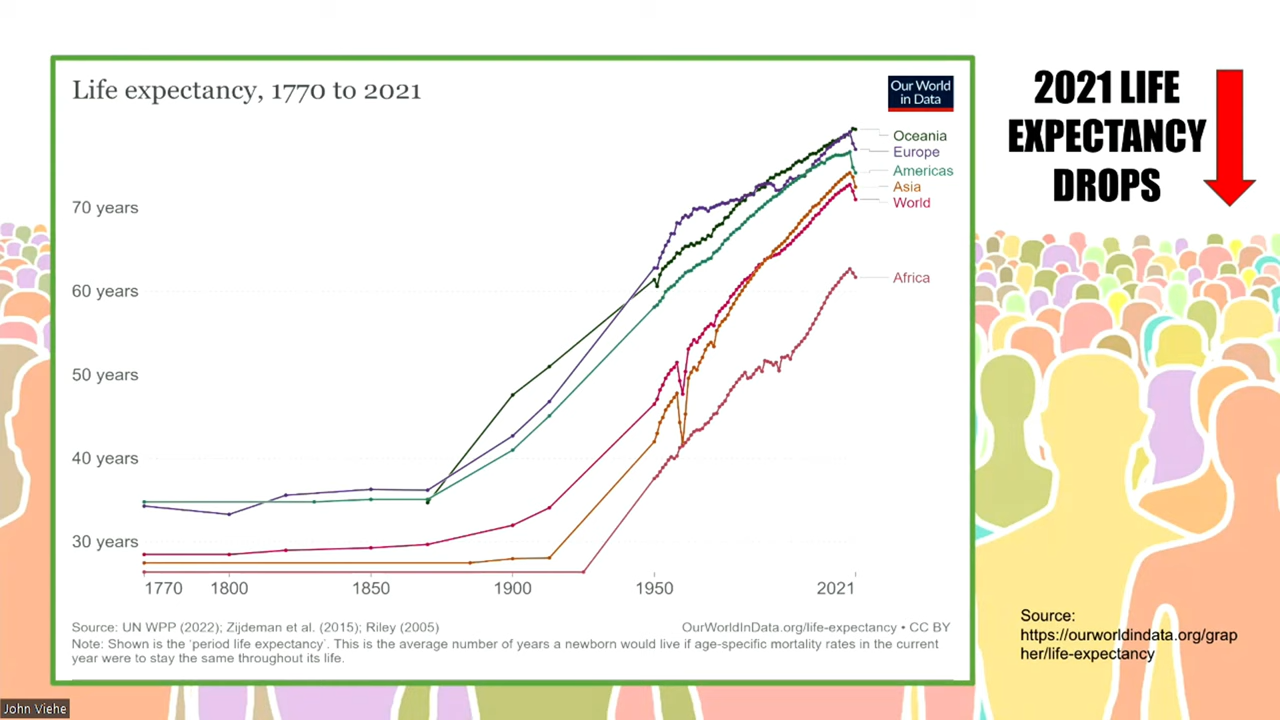 Life expectancy, 1770 to 2021
Our World
in Data
2021 LIFE
EXPECTANCY
DROPS
Oceania
Europe
Americas
Asia
World
Africa
70 years
60 years
50 years
40 years
30 years
1770 1800 1850 1900 1950 2021
Source: UN WPP (2022); Zijdeman et al. (2015); Riley (2005)
OurWorldInData.org/life-expectancy • CC BY
Note: Shown is the 'period life expectancy'. This is the average number of years a newborn would live if age-specific mortality rates in the current
year were to stay the same throughout its life.
Source:
https://ourworldindata.org/grap
her/life-expectancy
John Viehe